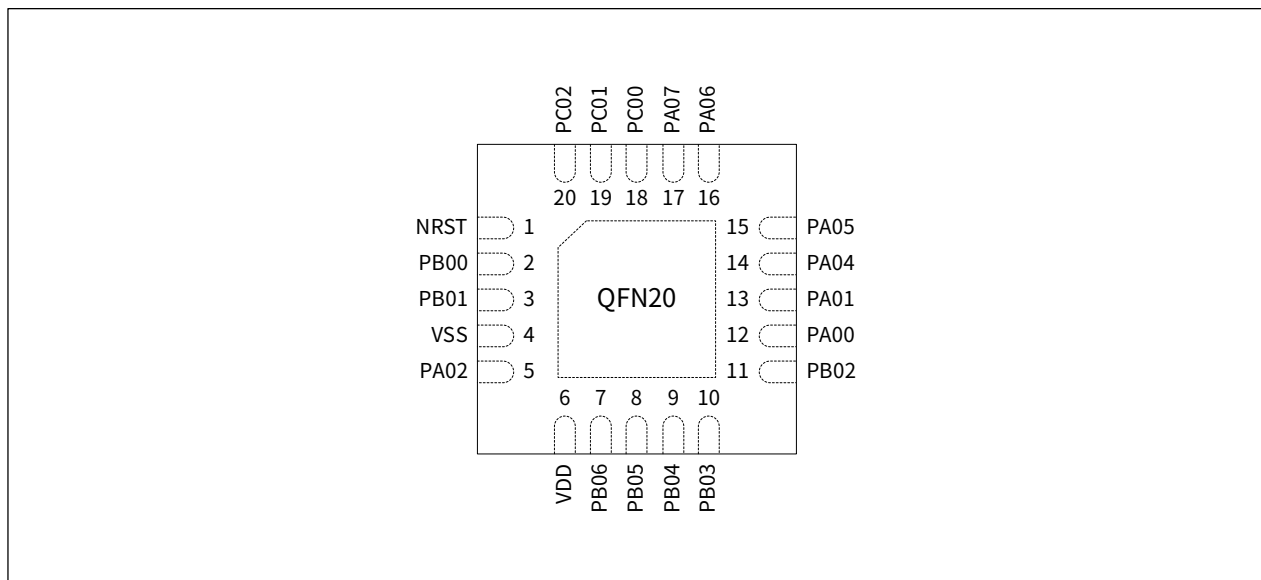 PC02 PC01 PC00 PA07 PA06
20 19 18 17 16
NRST 1 15 PA05
PB00 2 14 PA04
PB01 3 QFN20 13 PA01
VSS 4 12 PA00
PA02 5 11 PB02
6 7 8 9 10
VDD PB06 PB05 PB04 PB03